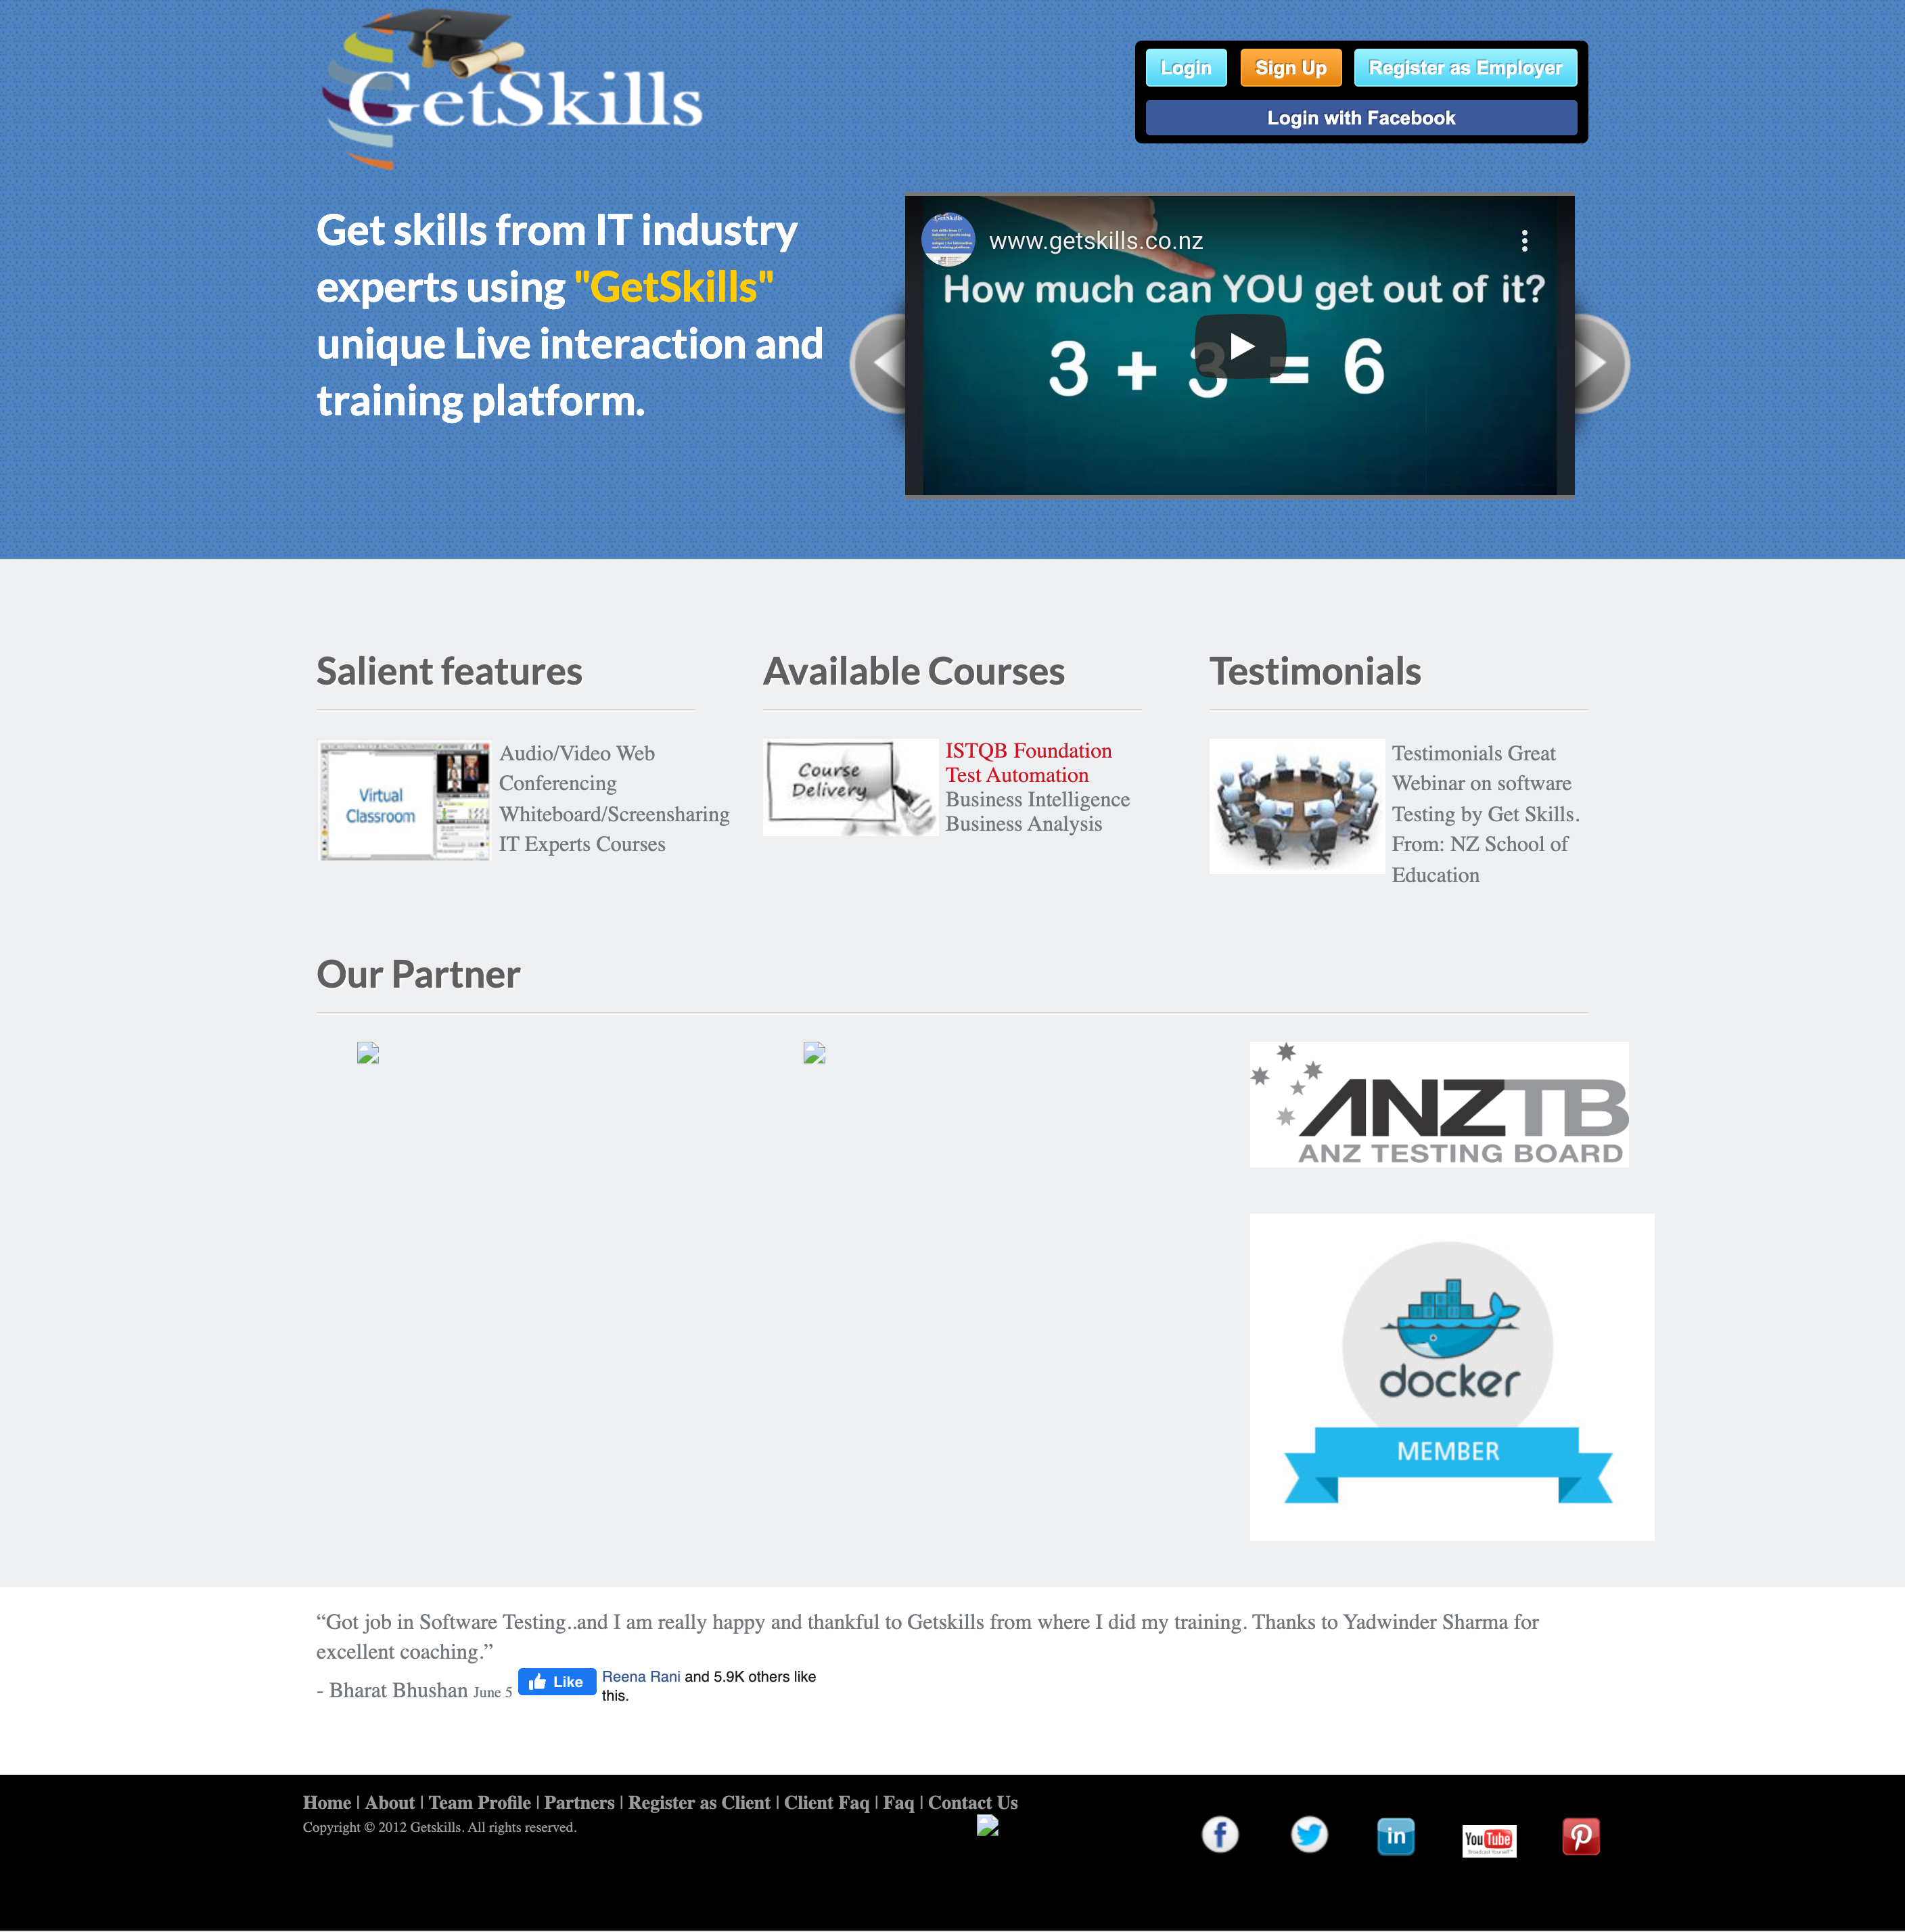 GetSkills
Login
Sign Up
Register as Employer
Login with Facebook
Get skills from IT industry
experts using "GetSkills"
unique Live interaction and
training platform.
www.getskills.co.nz
How much can YOU get out of it?
3 + 3 = 6
Salient features
Virtual
Classroom
Audio/Video Web
Conferencing
Whiteboard/Screensharing
IT Experts Courses
Available Courses
Course
Delivery
ISTQB Foundation
Test Automation
Business Intelligence
Business Analysis
Testimonials
Testimonials Great
Webinar on software
Testing by Get Skills.
From: NZ School of
Education
Our Partner
ANZTB
ANZ TESTING BOARD
docker
MEMBER
“Got job in Software Testing..and I am really happy and thankful to Getskills from where I did my training. Thanks to Yadwinder Sharma for
excellent coaching.”
- Bharat Bhushan June 5
Like
Reena Rani and 5.9K others like
this.
Home | About | Team Profile | Partners | Register as Client | Client Faq | Faq | Contact Us
Copyright © 2012 Getskills. All rights reserved.
in
YouTube
Broadcast Yourself